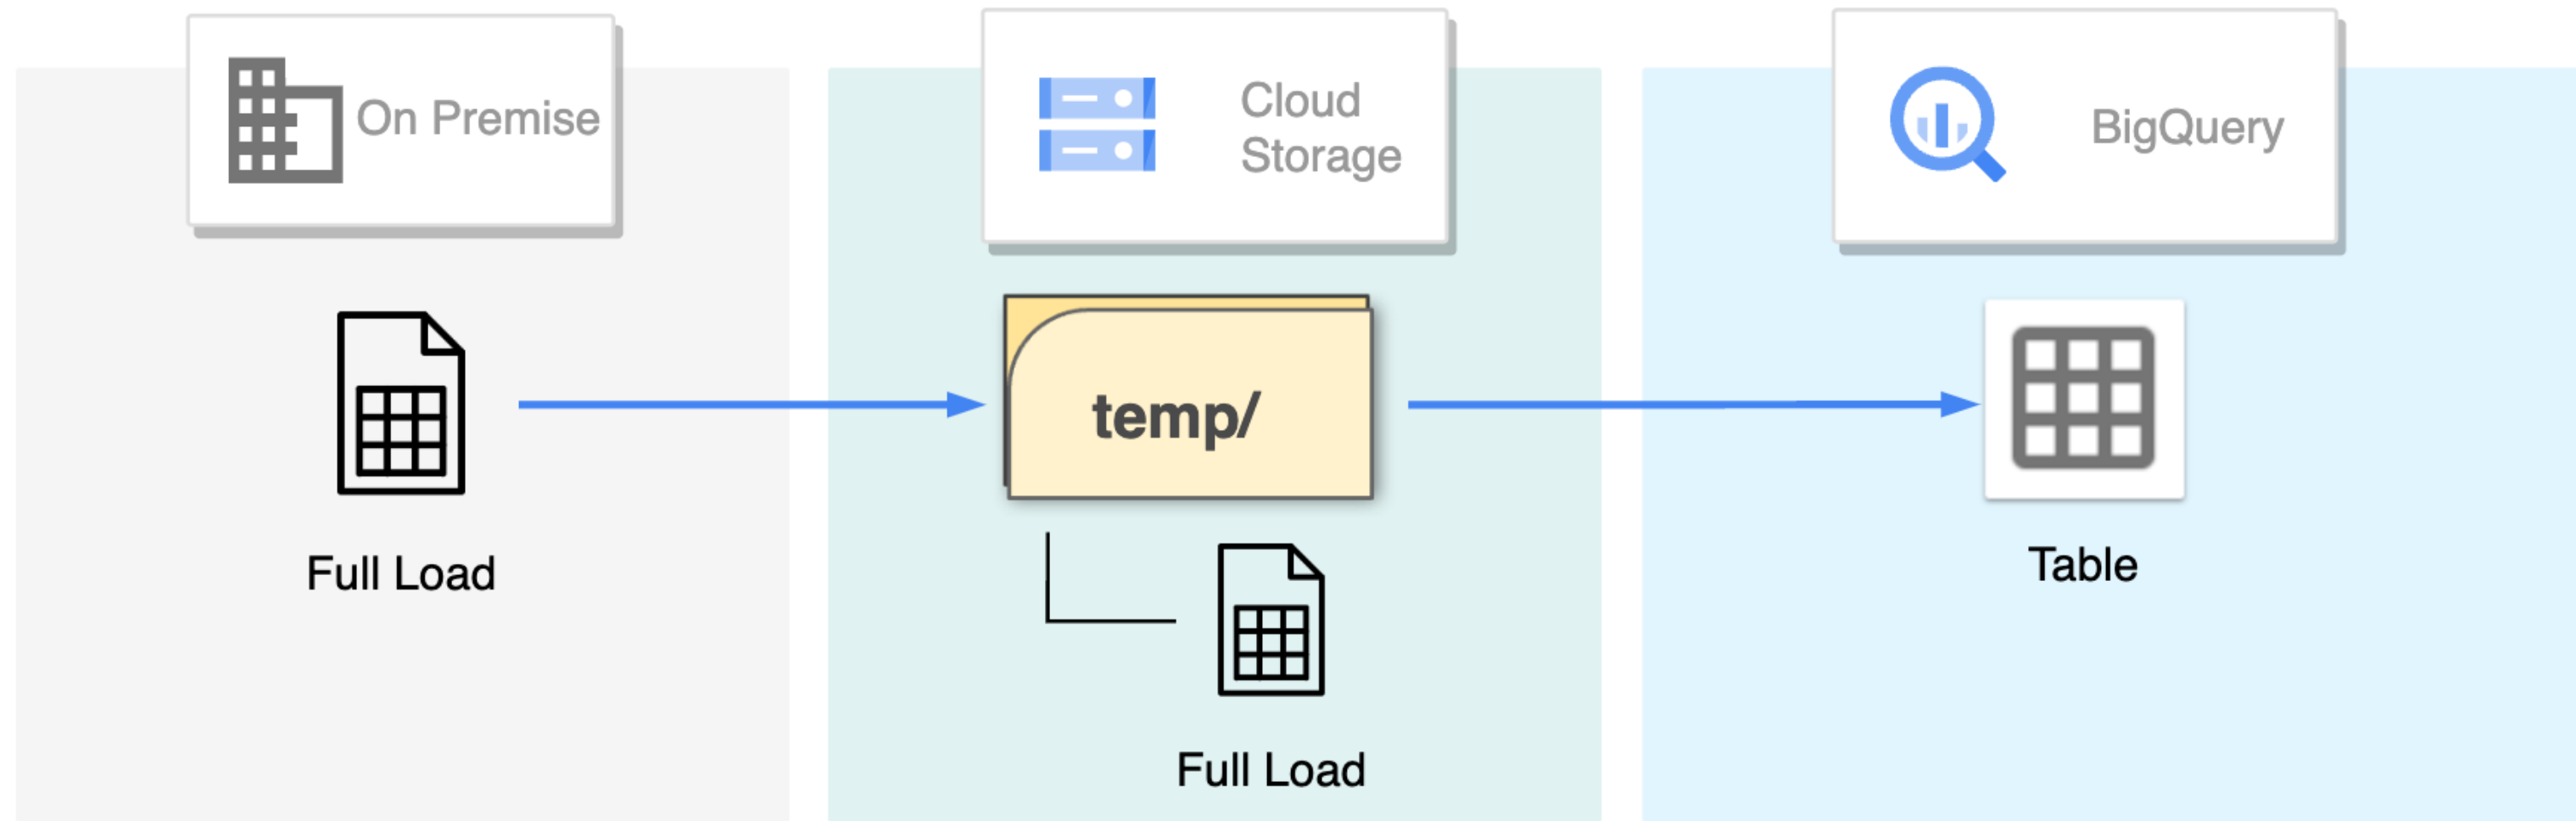 On Premise
Cloud
Storage
BigQuery
temp/
Full Load
Table
Full Load